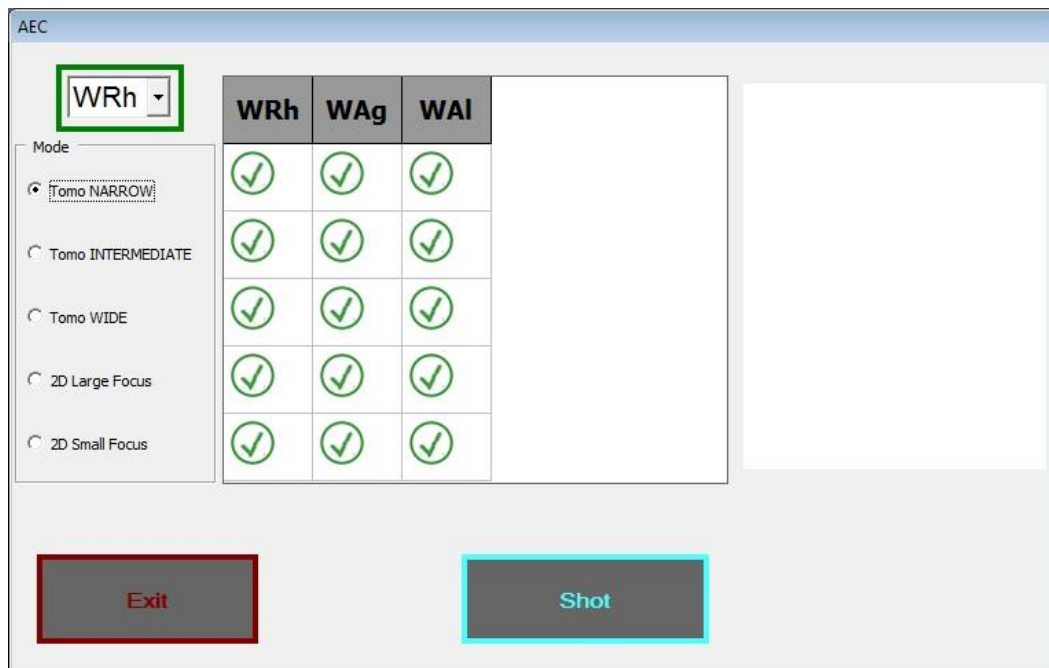 AEC
WRh
WRh WAg WAl
Mode
Tomo NARROW
Tomo INTERMEDIATE
Tomo WIDE
2D Large Focus
2D Small Focus
Exit
Shot